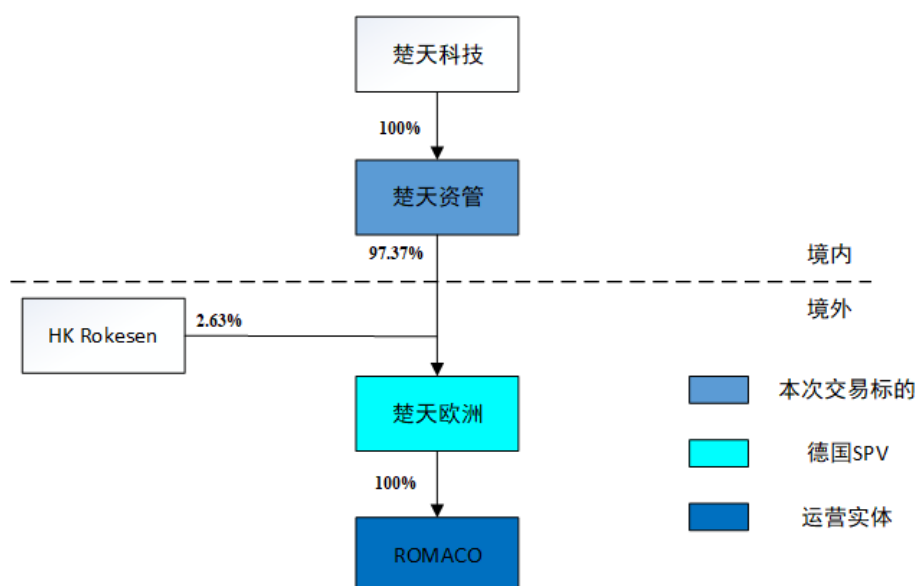 楚天科技
100%
楚天资管
97.37%
境内
境外
HK Rokesen
2.63%
楚天欧洲
本次交易标的
德国SPV
100%
运营实体
ROMACO